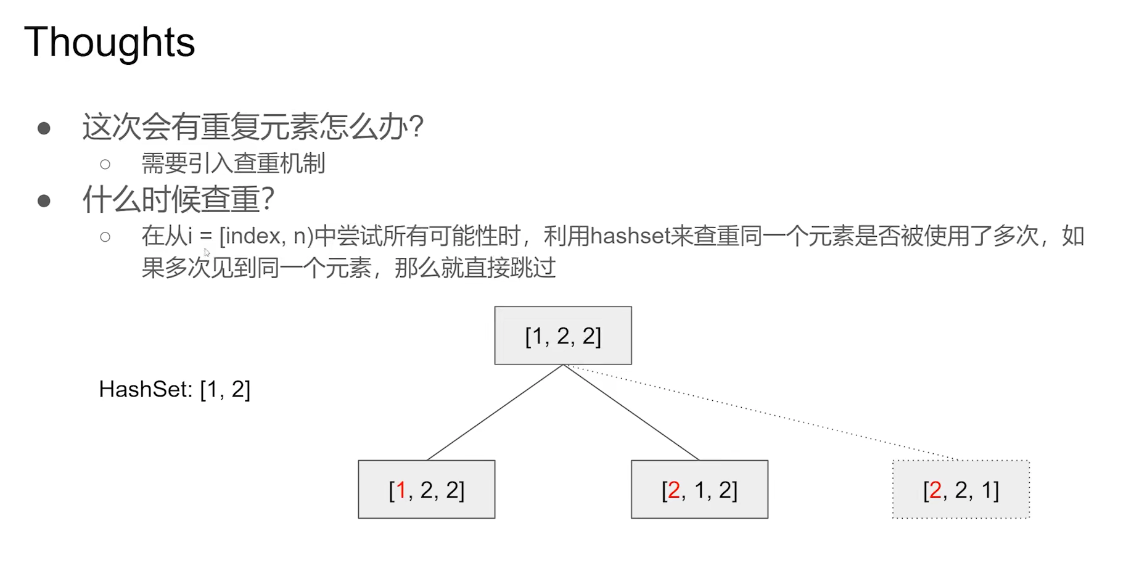 Thoughts
● 这次会有重复元素怎么办？
○ 需要引入查重机制
● 什么时候查重？
○ 在从i = [index, n)中尝试所有可能性时，利用hashset来查重同一个元素是否被使用了多次，如
果多次见到同一个元素，那么就直接跳过
[1, 2, 2]
HashSet: [1, 2]
[1, 2, 2]
[2, 1, 2]
[2, 2, 1]